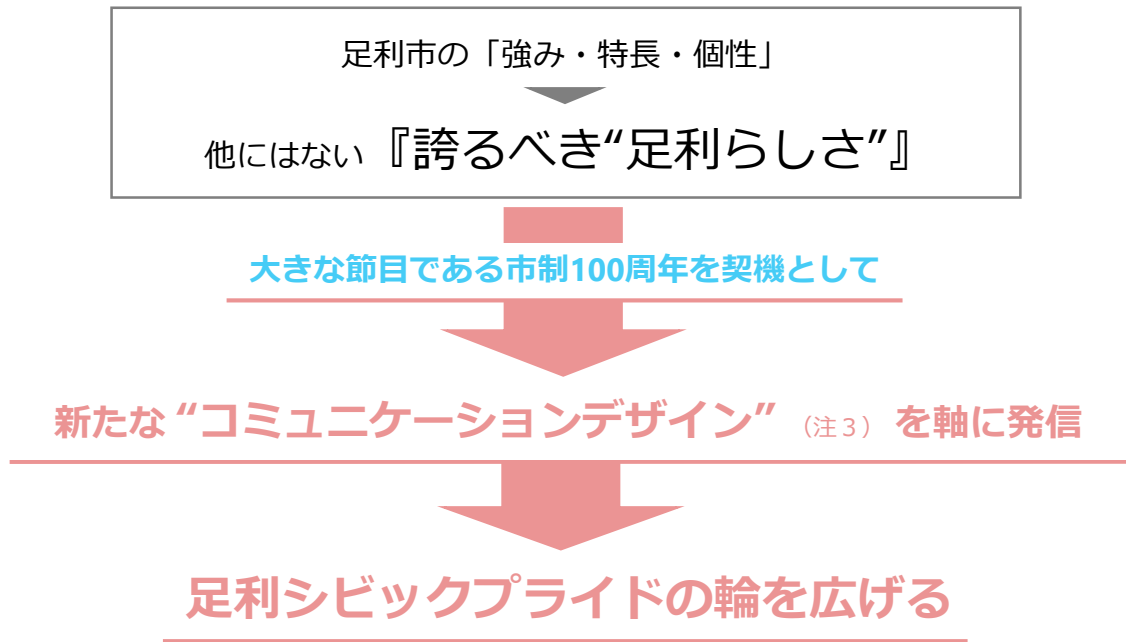 足利市の「強み・特長・個性」
他にはない『誇るべき“足利らしさ”』
大きな節目である市制100周年を契機として
新たな“コミュニケーションデザイン”（注３）を軸に発信
足利シビックプライドの輪を広げる